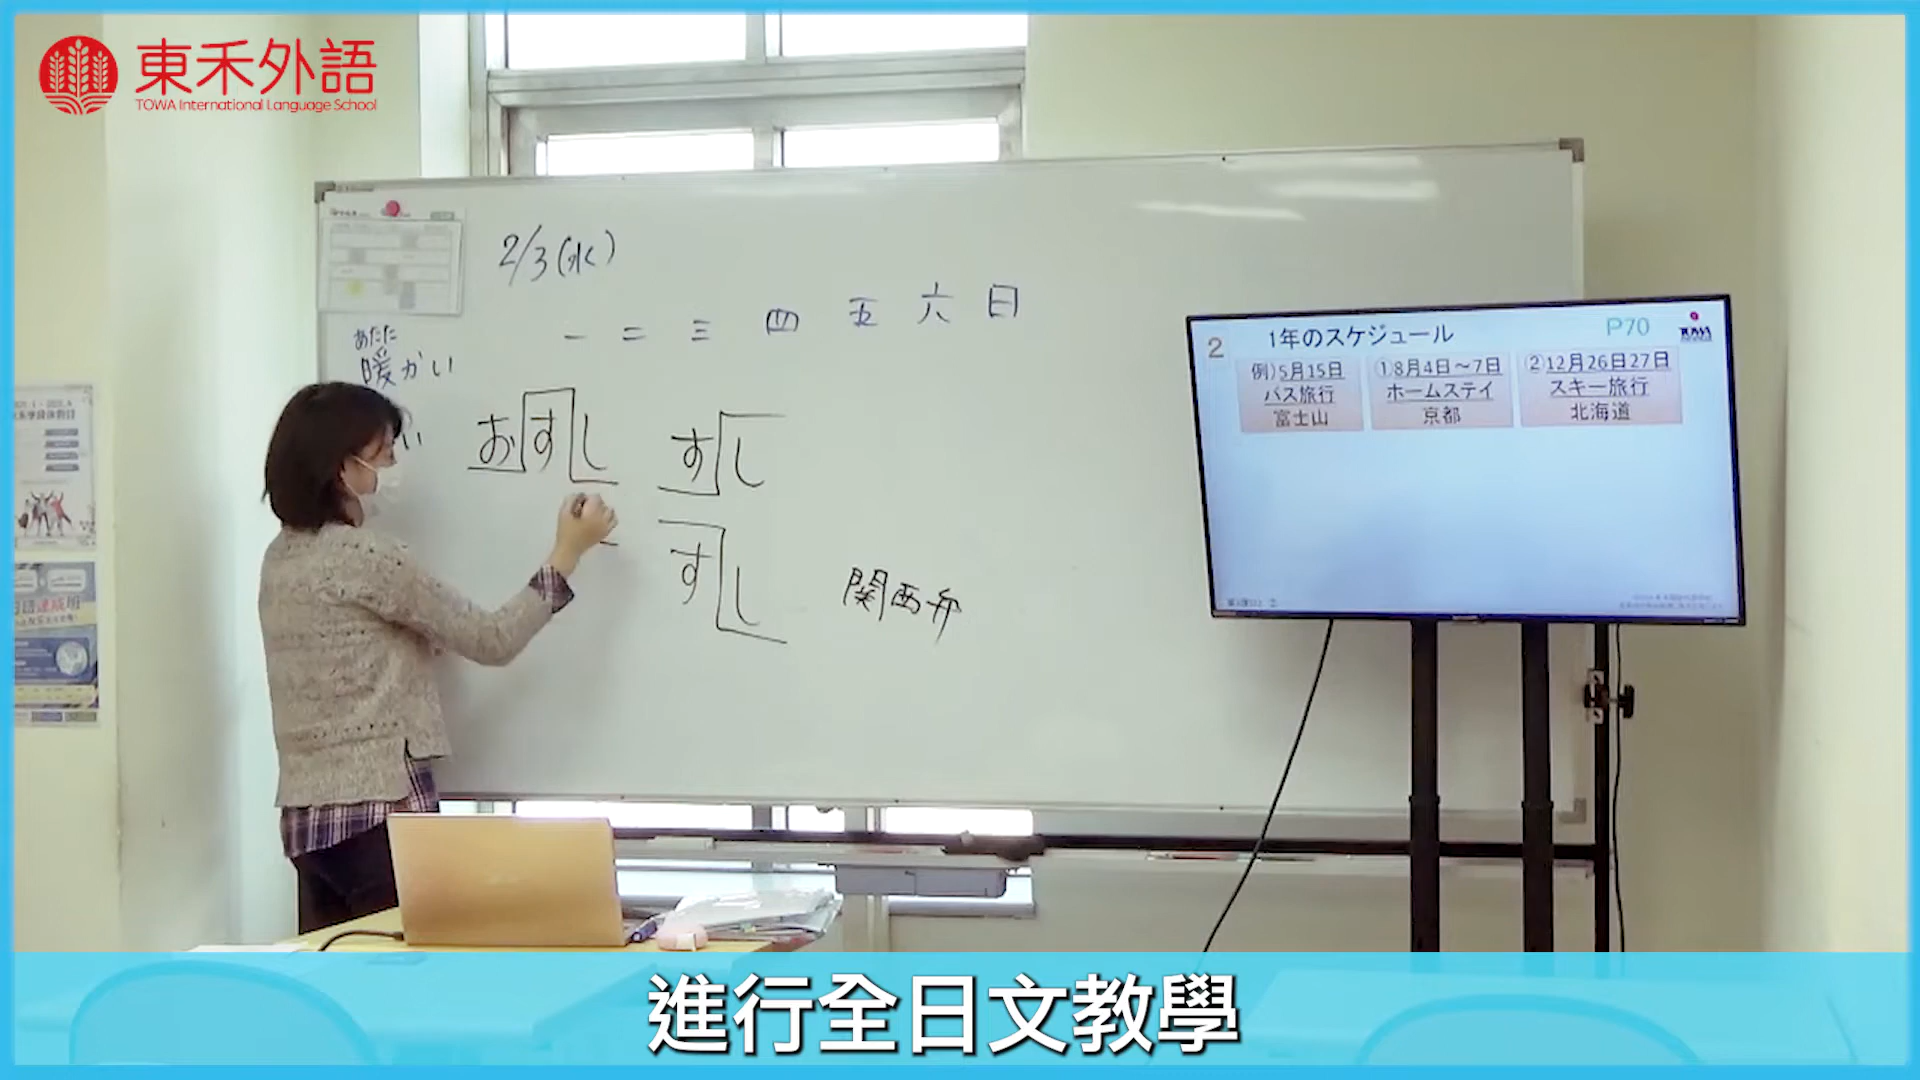 東禾外語
TOWA International Language School
2/3(水)
一 二 三 四 五 六 日
あたた
暖かい
い
おすし
すし
すし
関西弁
2 1年のスケジュール P70
TOWA
例)5月15日
バス旅行
富士山
①8月4日～7日
ホームステイ
京都
②12月26日27日
スキー旅行
北海道
進行全日文教學